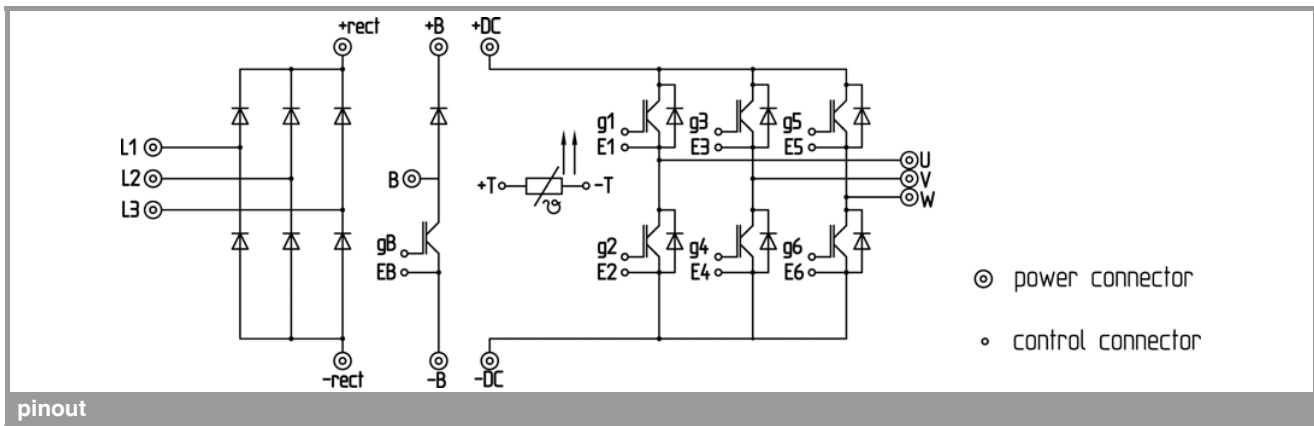 +rect +B +DC
g1 g3 g5
L1 E1 E3 E5
U
L2 B +T -T V
ϑ W
L3
gB g2 g4 g6
EB E2 E4 E6
power connector
control connector
-rect -B -DC
pinout